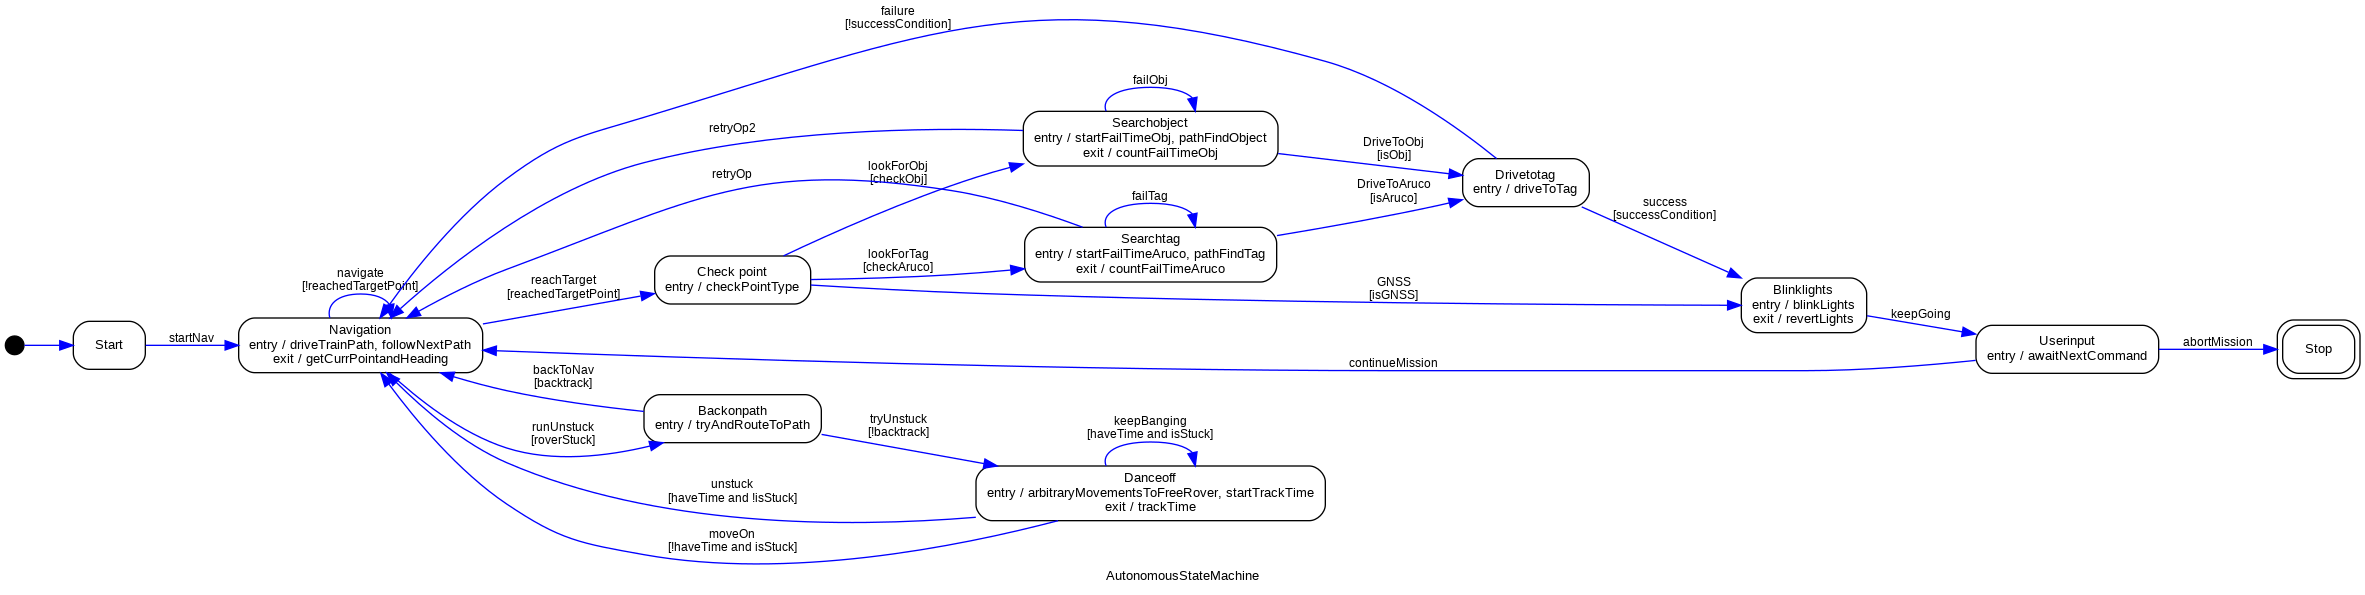 failure
[!successCondition]
failObj
Searchobject
entry / startFailTimeObj, pathFindObject
exit / countFailTimeObj
retryOp2
DriveToObj
[isObj]
lookForObj
[checkObj]
retryOp
Drivetotag
entry / driveToTag
DriveToAruco
[isAruco]
failTag
success
[successCondition]
Searchtag
entry / startFailTimeAruco, pathFindTag
exit / countFailTimeAruco
lookForTag
[checkAruco]
Check point
entry / checkPointType
navigate
[!reachedTargetPoint]
reachTarget
[reachedTargetPoint]
GNSS
[isGNSS]
Blinklights
entry / blinkLights
exit / revertLights
keepGoing
Start
startNav
Navigation
entry / driveTrainPath, followNextPath
exit / getCurrPointandHeading
Userinput
entry / awaitNextCommand
abortMission
Stop
continueMission
backToNav
[backtrack]
Backonpath
entry / tryAndRouteToPath
runUnstuck
[roverStuck]
tryUnstuck
[!backtrack]
keepBanging
[haveTime and isStuck]
Danceoff
entry / arbitraryMovementsToFreeRover, startTrackTime
exit / trackTime
unstuck
[haveTime and !isStuck]
moveOn
[!haveTime and isStuck]
AutonomousStateMachine